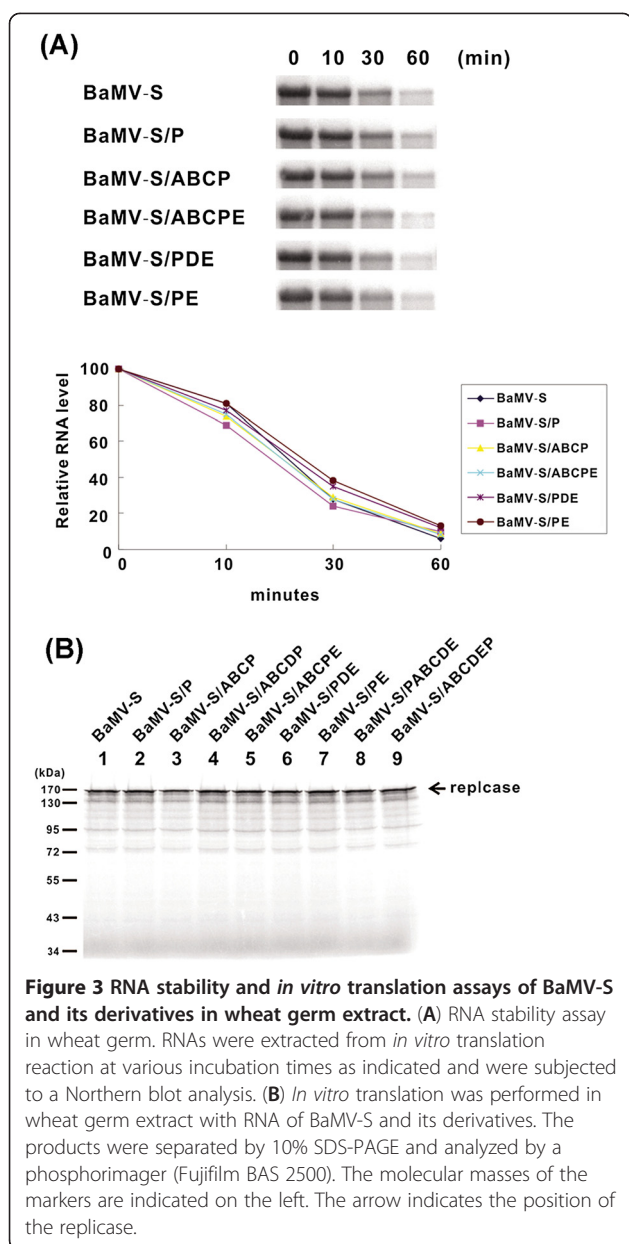 (A)
0 10 30 60 (min)
BaMV-S
BaMV-S/P
BaMV-S/ABCP
BaMV-S/ABCPE
BaMV-S/PDE
BaMV-S/PE
100
80
60
40
20
0
Relative RNA level
0 10 30 60
minutes
BaMV-S
BaMV-S/P
BaMV-S/ABCP
BaMV-S/ABCPE
BaMV-S/PDE
BaMV-S/PE
(B)
BaMV-S
BaMV-S/P
BaMV-S/ABCP
BaMV-S/ABCDP
BaMV-S/ABCPE
BaMV-S/PDE
BaMV-S/PE
BaMV-S/PABCDE
BaMV-S/ABCDEP
1 2 3 4 5 6 7 8 9
(kDa)
170
130
95
72
55
43
34
replcase
Figure 3 RNA stability and in vitro translation assays of BaMV-S
and its derivatives in wheat germ extract. (A) RNA stability assay
in wheat germ. RNAs were extracted from in vitro translation
reaction at various incubation times as indicated and were subjected
to a Northern blot analysis. (B) In vitro translation was performed in
wheat germ extract with RNA of BaMV-S and its derivatives. The
products were separated by 10% SDS-PAGE and analyzed by a
phosphorimager (Fujifilm BAS 2500). The molecular masses of the
markers are indicated on the left. The arrow indicates the position of
the replicase.